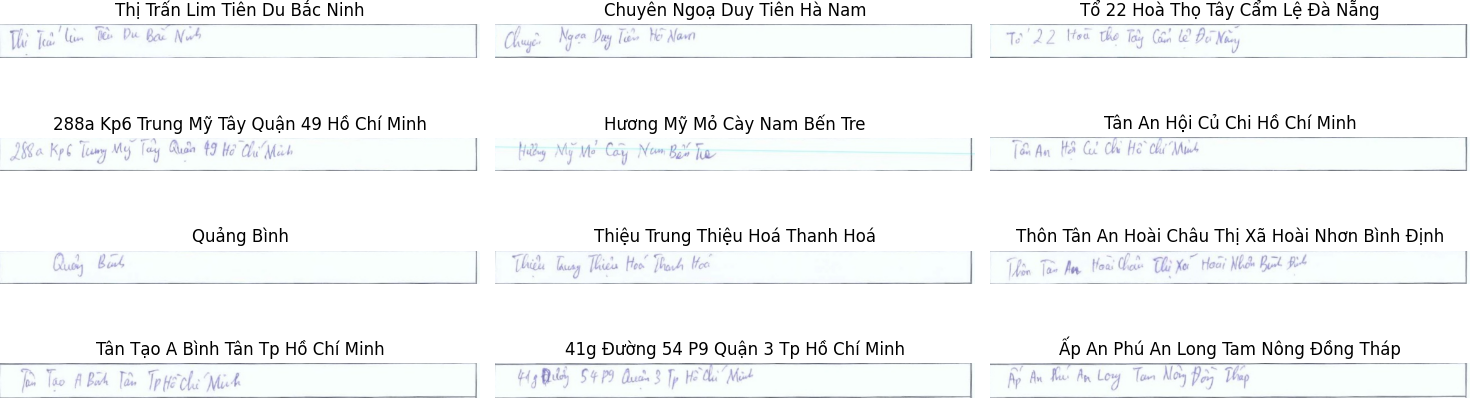 Thị Trấn Lim Tiên Du Bắc Ninh
Chuyên Ngoạ Duy Tiên Hà Nam
Tổ 22 Hoà Thọ Tây Cẩm Lệ Đà Nẵng
Thị Trấn Lim Tiên Du Bắc Ninh
Chuyên Ngoạ Duy Tiên Hà Nam
Tổ 22 Hoà Thọ Tây Cẩm Lệ Đà Nẵng
288a Kp6 Trung Mỹ Tây Quận 49 Hồ Chí Minh
Hương Mỹ Mỏ Cày Nam Bến Tre
Tân An Hội Củ Chi Hồ Chí Minh
288a Kp6 Trung Mỹ Tây Quận 49 Hồ Chí Minh
Hương Mỹ Mỏ Cày Nam Bến Tre
Tân An Hội Củ Chi Hồ Chí Minh
Quảng Bình
Thiệu Trung Thiệu Hoá Thanh Hoá
Thôn Tân An Hoài Châu Thị Xã Hoài Nhơn Bình Định
Quảng Bình
Thiệu Trung Thiệu Hoá Thanh Hoá
Thôn Tân An Hoài Châu Thị Xã Hoài Nhơn Bình Định
Tân Tạo A Bình Tân Tp Hồ Chí Minh
41g Đường 54 P9 Quận 3 Tp Hồ Chí Minh
Ấp An Phú An Long Tam Nông Đồng Tháp
Tân Tạo A Bình Tân Tp Hồ Chí Minh
41g Đường 54 P9 Quận 3 Tp Hồ Chí Minh
Ấp An Phú An Long Tam Nông Đồng Tháp